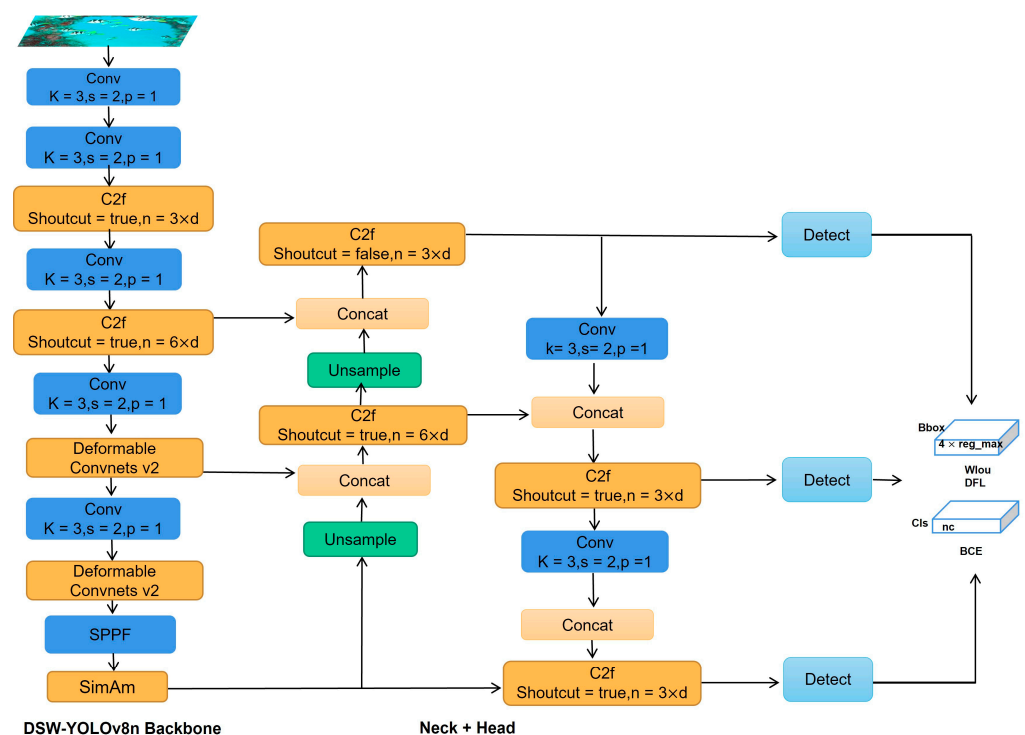 Conv
K = 3,s = 2,p = 1
Conv
K = 3,s = 2,p = 1
C2f
Shoutcut = true,n = 3×d
Conv
K = 3,s = 2,p = 1
C2f
Shoutcut = true,n = 6×d
Conv
K = 3,s = 2,p = 1
Deformable
Convnets v2
Conv
K = 3,s = 2,p = 1
Deformable
Convnets v2
SPPF
SimAm
DSW-YOLOv8n Backbone
C2f
Shoutcut = false,n = 3×d
Concat
Unsample
C2f
Shoutcut = true,n = 6×d
Concat
Unsample
Conv
k= 3,s= 2,p =1
Concat
C2f
Shoutcut = true,n = 3×d
Conv
K = 3,s = 2,p =1
Concat
C2f
Shoutcut = true,n = 3×d
Neck + Head
Detect
Detect
Detect
Bbox
4 × reg_max
WIou
DFL
Cls
nc
BCE